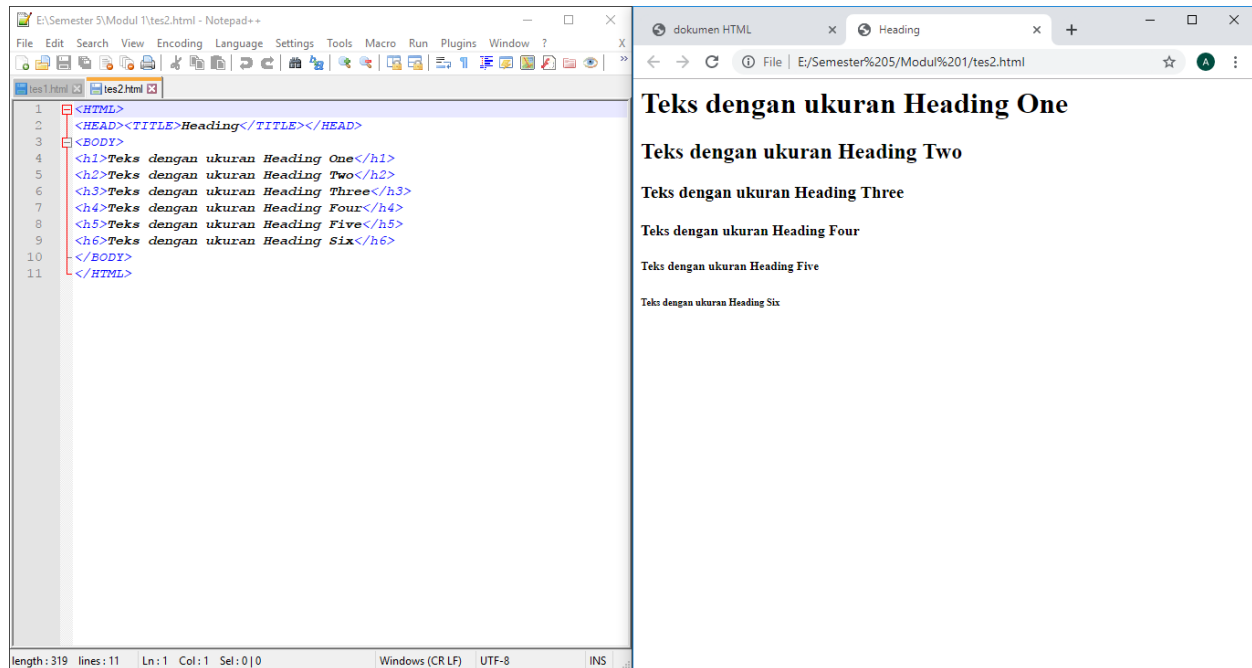 E:\Semester 5\Modul 1\tes2.html - Notepad++
File Edit Search View Encoding Language Settings Tools Macro Run Plugins Window ? X
tes1.html tes2.html
1 <HTML>
2 <HEAD><TITLE>Heading</TITLE></HEAD>
3 <BODY>
4 <h1>Teks dengan ukuran Heading One</h1>
5 <h2>Teks dengan ukuran Heading Two</h2>
6 <h3>Teks dengan ukuran Heading Three</h3>
7 <h4>Teks dengan ukuran Heading Four</h4>
8 <h5>Teks dengan ukuran Heading Five</h5>
9 <h6>Teks dengan ukuran Heading Six</h6>
10 </BODY>
11 </HTML>
length : 319 lines : 11 Ln : 1 Col : 1 Sel : 0 | 0 Windows (CR LF) UTF-8 INS
dokumen HTML Heading
File E:/Semester%205/Modul%201/tes2.html A
Teks dengan ukuran Heading One
Teks dengan ukuran Heading Two
Teks dengan ukuran Heading Three
Teks dengan ukuran Heading Four
Teks dengan ukuran Heading Five
Teks dengan ukuran Heading Six